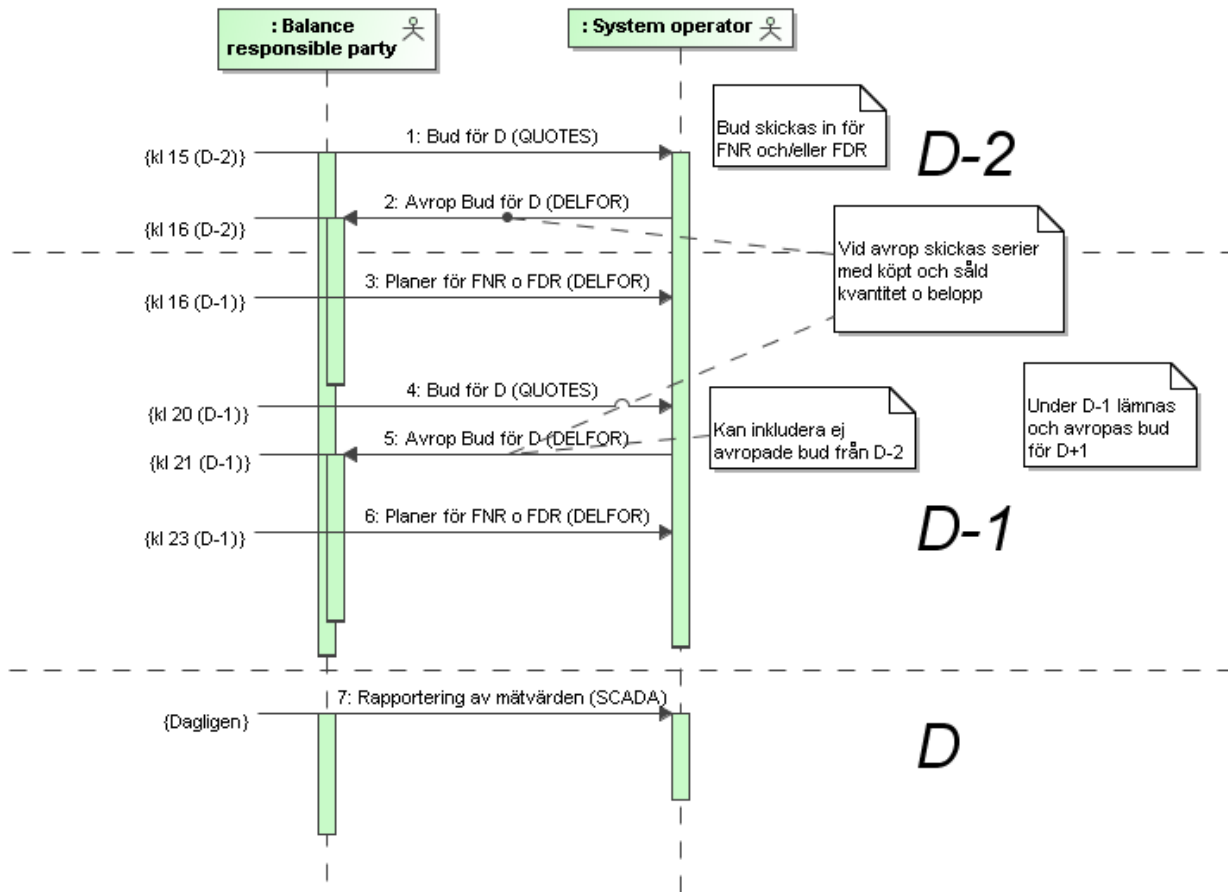 : Balance
responsible party
: System operator
1: Bud för D (QUOTES)
{kl 15 (D-2)}
Bud skickas in för
FNR och/eller FDR
D-2
2: Avrop Bud för D (DELFOR)
{kl 16 (D-2)}
Vid avrop skickas serier
med köpt och såld
kvantitet o belopp
3: Planer för FNR o FDR (DELFOR)
{kl 16 (D-1)}
4: Bud för D (QUOTES)
{kl 20 (D-1)}
Kan inkludera ej
avropade bud från D-2
Under D-1 lämnas
och avropas bud
för D+1
5: Avrop Bud för D (DELFOR)
{kl 21 (D-1)}
6: Planer för FNR o FDR (DELFOR)
{kl 23 (D-1)}
D-1
7: Rapportering av mätvärden (SCADA)
{Dagligen}
D